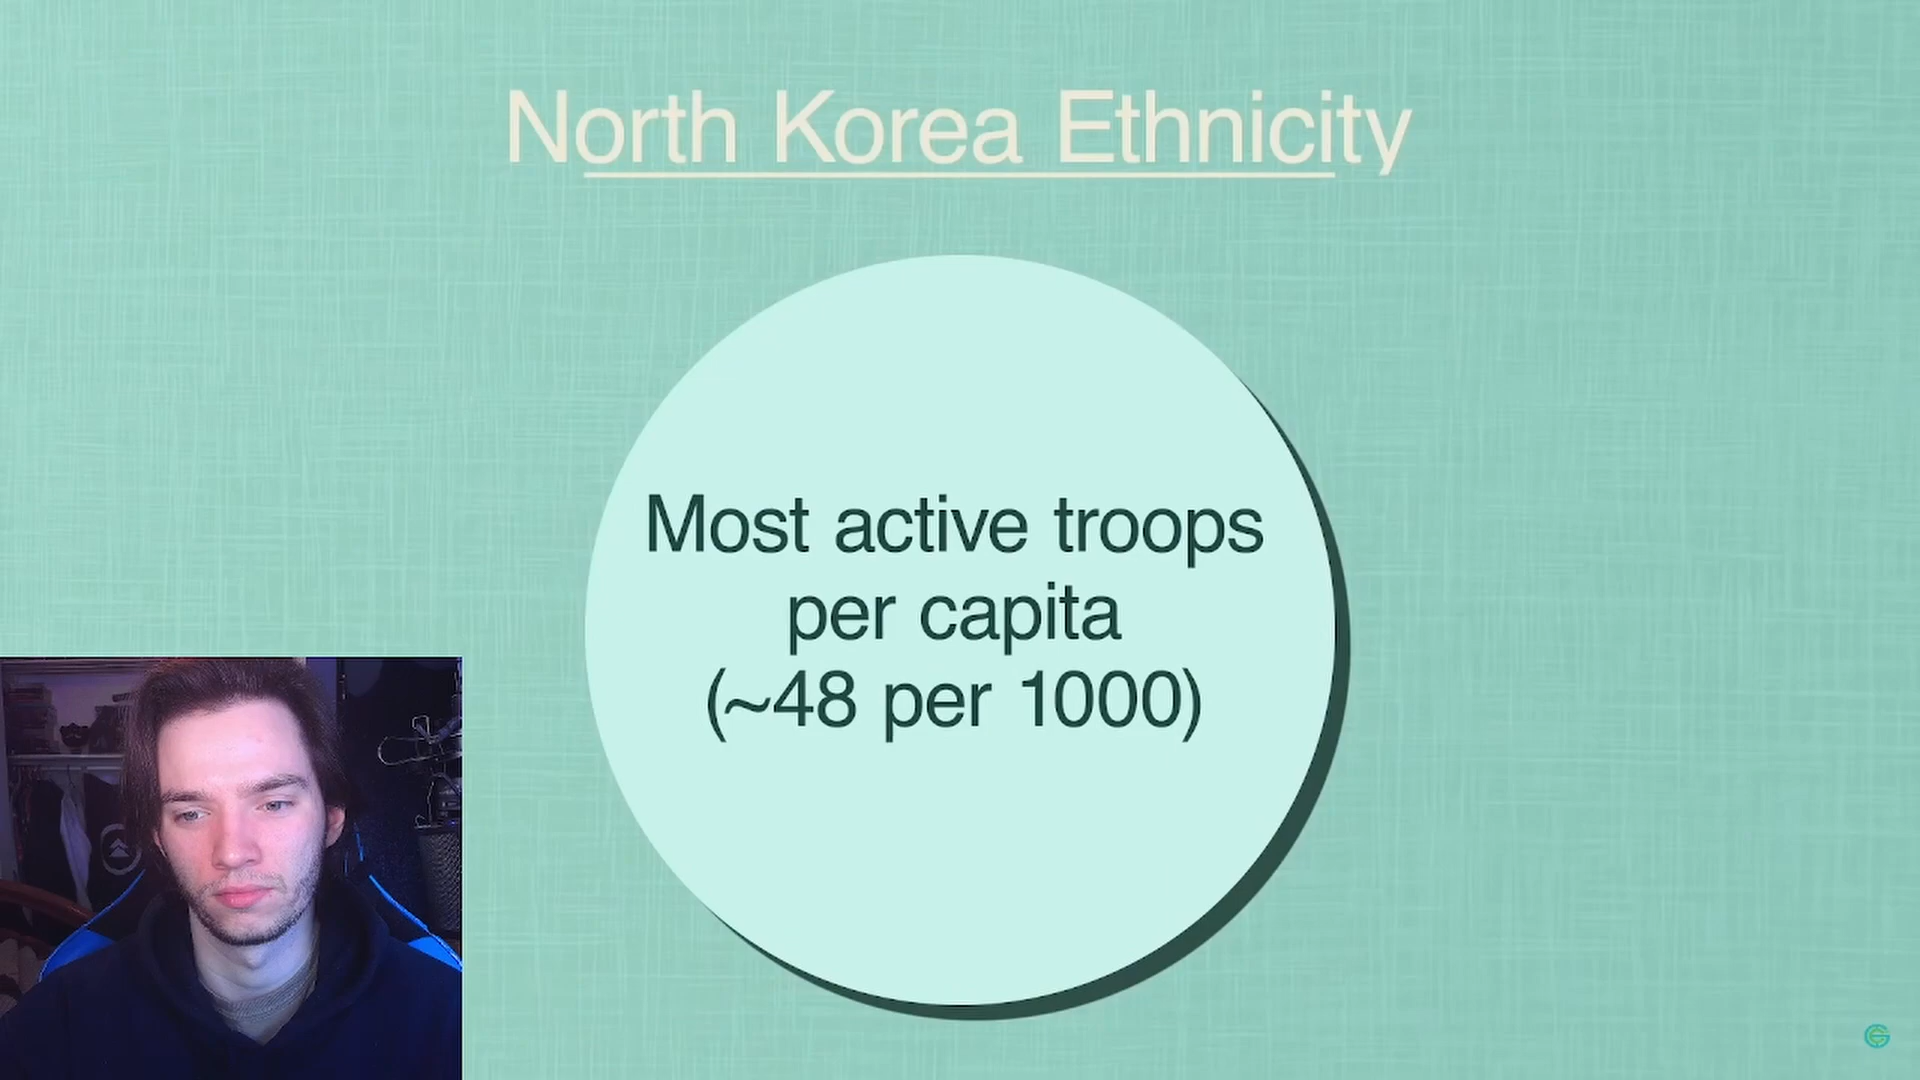 North Korea Ethnicity
Most active troops
per capita
(~48 per 1000)